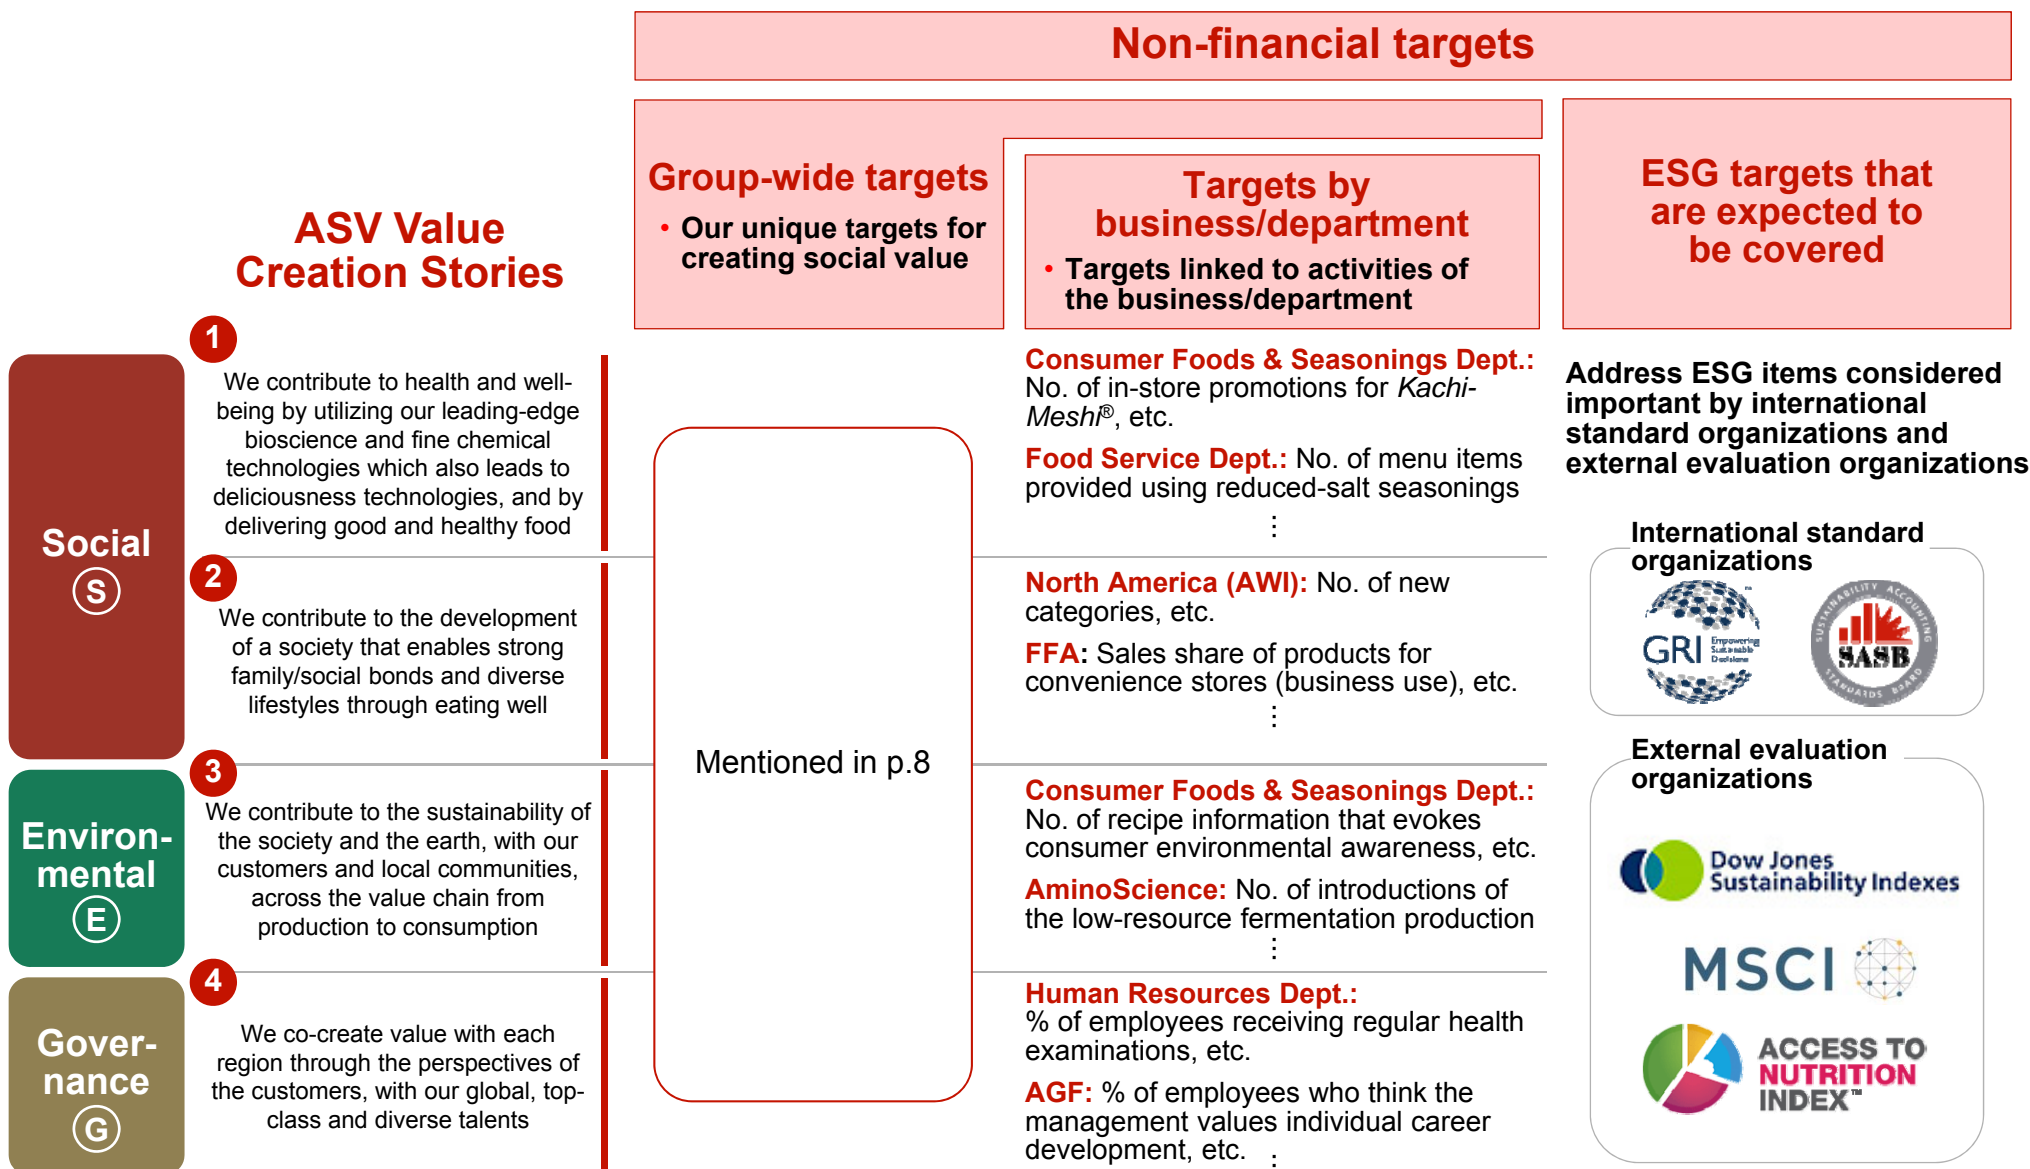 Non-financial targets
Group-wide targets
• Our unique targets for
creating social value
Targets by
business/department
• Targets linked to activities of
the business/department
ESG targets that
are expected to
be covered
ASV Value
Creation Stories
Social
S
1
We contribute to health and well-
being by utilizing our leading-edge
bioscience and fine chemical
technologies which also leads to
deliciousness technologies, and by
delivering good and healthy food
2
We contribute to the development
of a society that enables strong
family/social bonds and diverse
lifestyles through eating well
Environ-
mental
E
3
We contribute to the sustainability of
the society and the earth, with our
customers and local communities,
across the value chain from
production to consumption
Gover-
nance
G
4
We co-create value with each
region through the perspectives of
the customers, with our global, top-
class and diverse talents
Mentioned in p.8
Consumer Foods & Seasonings Dept.:
No. of in-store promotions for Kachi-
Meshi®, etc.
Food Service Dept.: No. of menu items
provided using reduced-salt seasonings
⋮
North America (AWI): No. of new
categories, etc.
FFA: Sales share of products for
convenience stores (business use), etc.
⋮
Consumer Foods & Seasonings Dept.:
No. of recipe information that evokes
consumer environmental awareness, etc.
AminoScience: No. of introductions of
the low-resource fermentation production
⋮
Human Resources Dept.:
% of employees receiving regular health
examinations, etc.
AGF: % of employees who think the
management values individual career
development, etc.
⋮
Address ESG items considered
important by international
standard organizations and
external evaluation organizations
International standard
organizations
GRI
Empowering
Sustainable
Decisions
SUSTAINABILITY ACCOUNTING
SASB
STANDARDS BOARD
External evaluation
organizations
Dow Jones
Sustainability Indexes
MSCI
ACCESS TO
NUTRITION
INDEX™